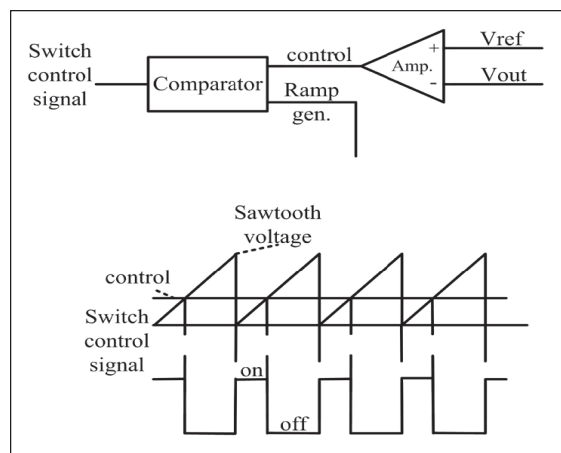 Switch
control
signal
Comparator
control
Ramp
gen.
+
Amp.
-
Vref
Vout
Sawtooth
voltage
control
Switch
control
signal
on
off